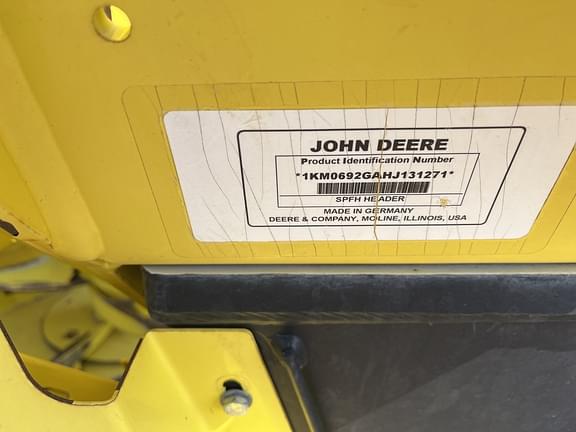 JOHN DEERE
Product Identification Number
*1KM0692GAHJ131271*
SPFH HEADER
MADE IN GERMANY
DEERE & COMPANY, MOLINE, ILLINOIS, USA